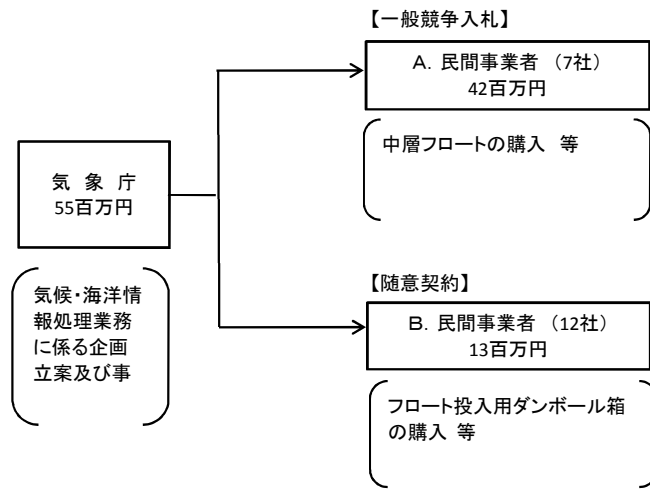 【一般競争入札】
A. 民間事業者 （7社）
42百万円
中層フロートの購入 等
気 象 庁
55百万円
気候・海洋情
報処理業務
に係る企画
立案及び事
【随意契約】
B. 民間事業者 （12社）
13百万円
フロート投入用ダンボール箱
の購入 等